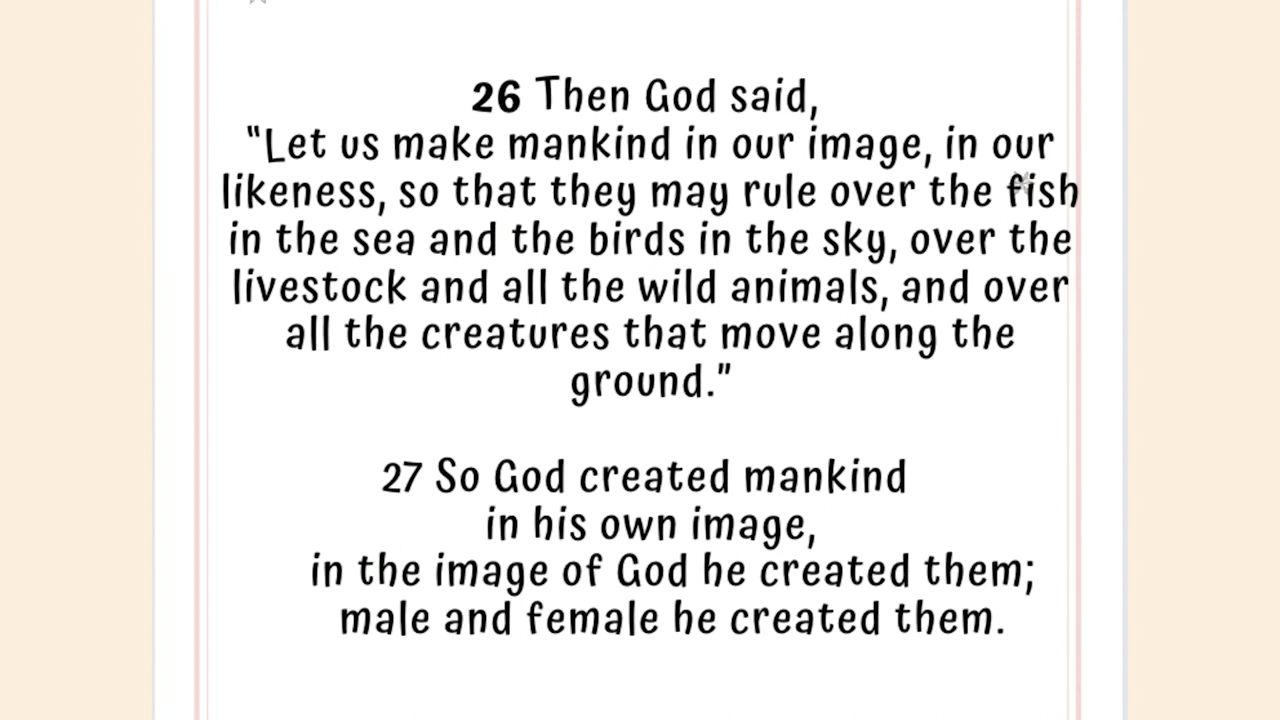 26 Then God said,
"Let us make mankind in our image, in our
likeness, so that they may rule over the fish
in the sea and the birds in the sky, over the
livestock and all the wild animals, and over
all the creatures that move along the
ground."
27 So God created mankind
in his own image,
in the image of God he created them;
male and female he created them.